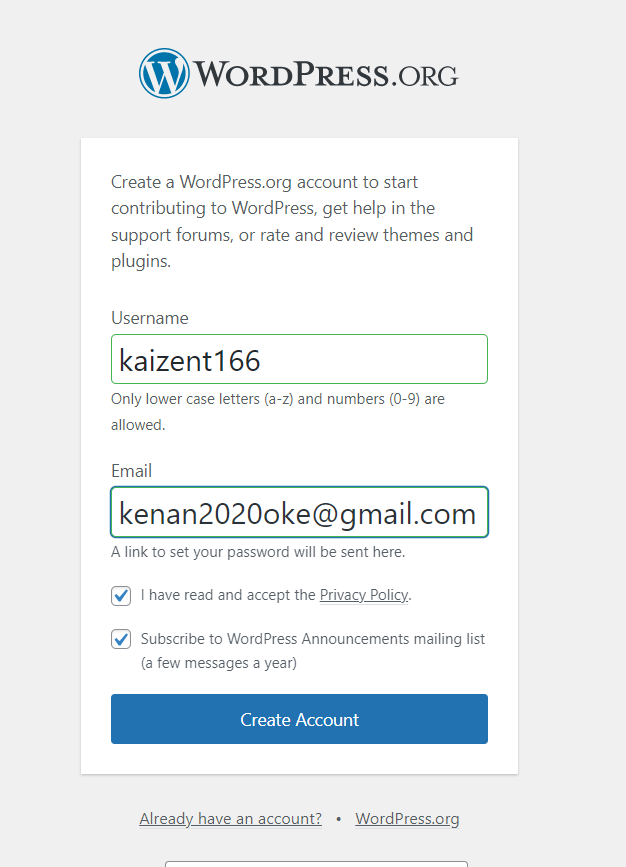 WORDPRESS.ORG
Create a WordPress.org account to start
contributing to WordPress, get help in the
support forums, or rate and review themes and
plugins.
Username
kaizent166
Only lower case letters (a-z) and numbers (0-9) are
allowed.
Email
kenan2020oke@gmail.com
A link to set your password will be sent here.
I have read and accept the Privacy Policy.
Subscribe to WordPress Announcements mailing list
(a few messages a year)
Create Account
Already have an account? • WordPress.org